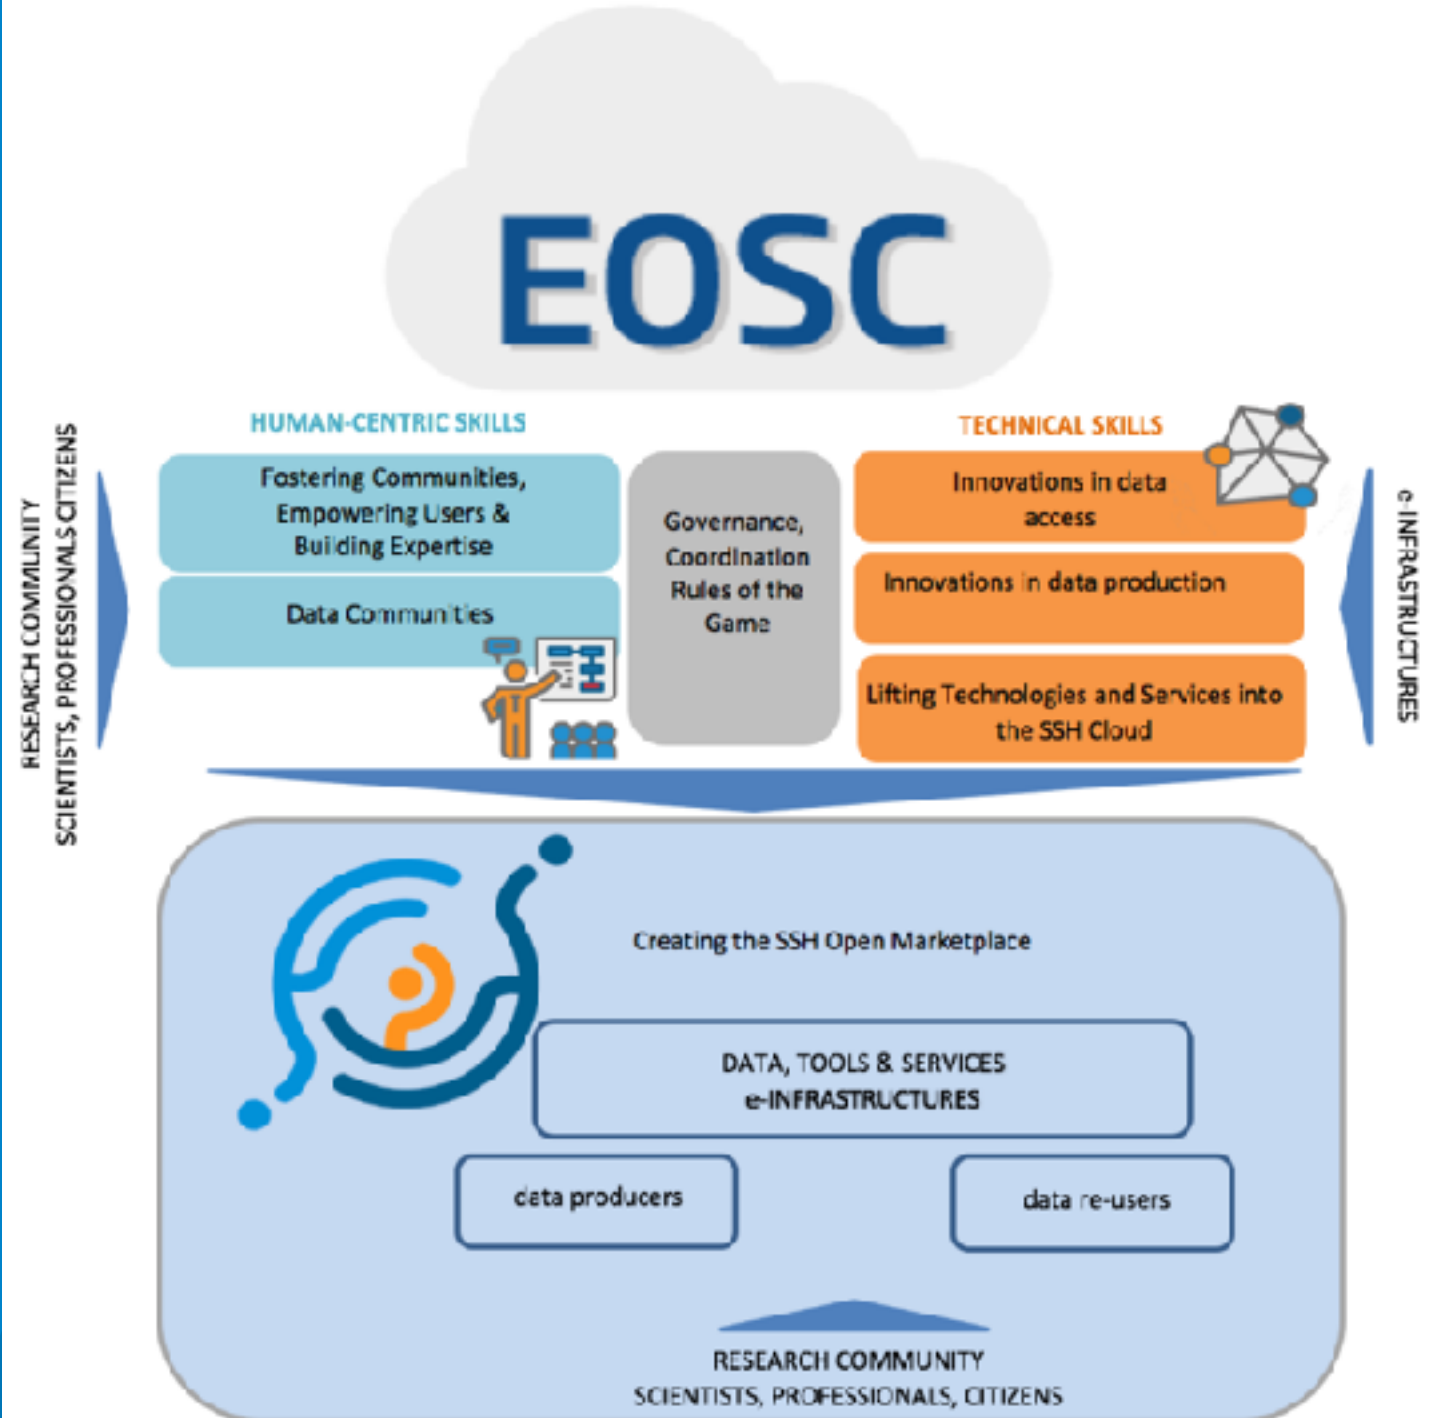 EOSC
HUMAN-CENTRIC SKILLS
Fostering Communities,
Empowering Users &
Building Expertise
Data Communities
Governance,
Coordination
Rules of the
Game
TECHNICAL SKILLS
Innovations in data
access
Innovations in data production
Lifting Technologies and Services into
the SSH Cloud
RESEARCH COMMUNITY
SCIENTISTS, PROFESSIONALS CITIZENS
e-INFRASTRUCTURES
Creating the SSH Open Marketplace
DATA, TOOLS & SERVICES
e-INFRASTRUCTURES
data producers
data re-users
RESEARCH COMMUNITY
SCIENTISTS, PROFESSIONALS, CITIZENS